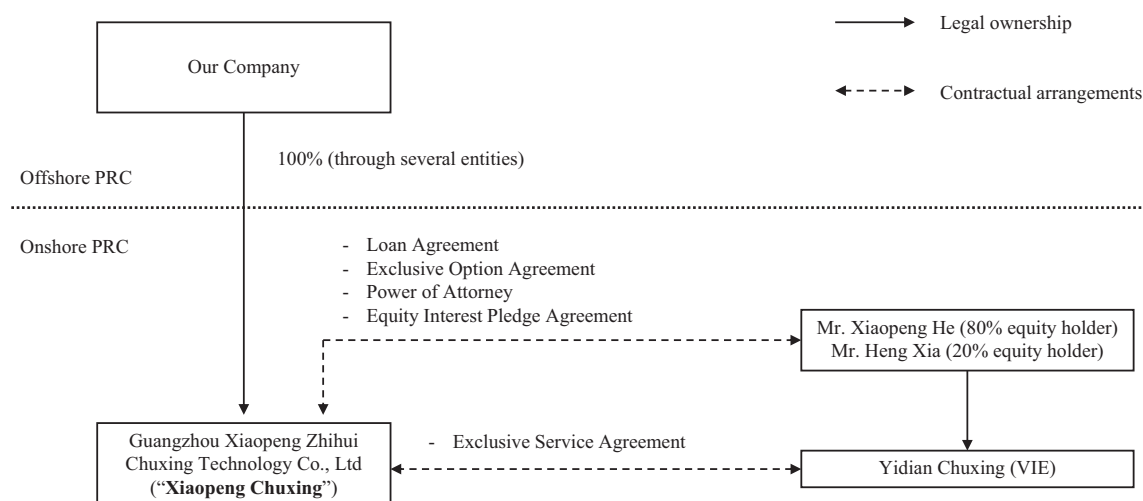 Legal ownership
Our Company
Contractual arrangements
100% (through several entities)
Offshore PRC
Onshore PRC
- Loan Agreement
- Exclusive Option Agreement
- Power of Attorney
- Equity Interest Pledge Agreement
Mr. Xiaopeng He (80% equity holder)
Mr. Heng Xia (20% equity holder)
Guangzhou Xiaopeng Zhihui
Chuxing Technology Co., Ltd
(“Xiaopeng Chuxing”)
- Exclusive Service Agreement
Yidian Chuxing (VIE)